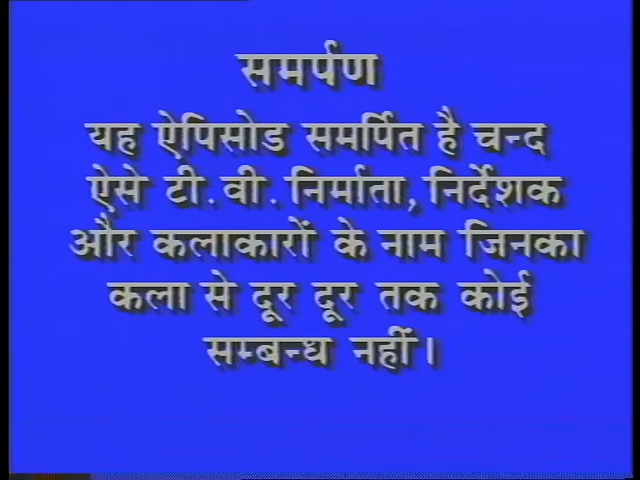 समर्पण
यह ऐपिसोड समर्पित है चन्द
ऐसे टी. वी. निर्माता, निर्देशक
और कलाकारों के नाम जिनका
कला से दूर दूर तक कोई
सम्बन्ध नहीं।